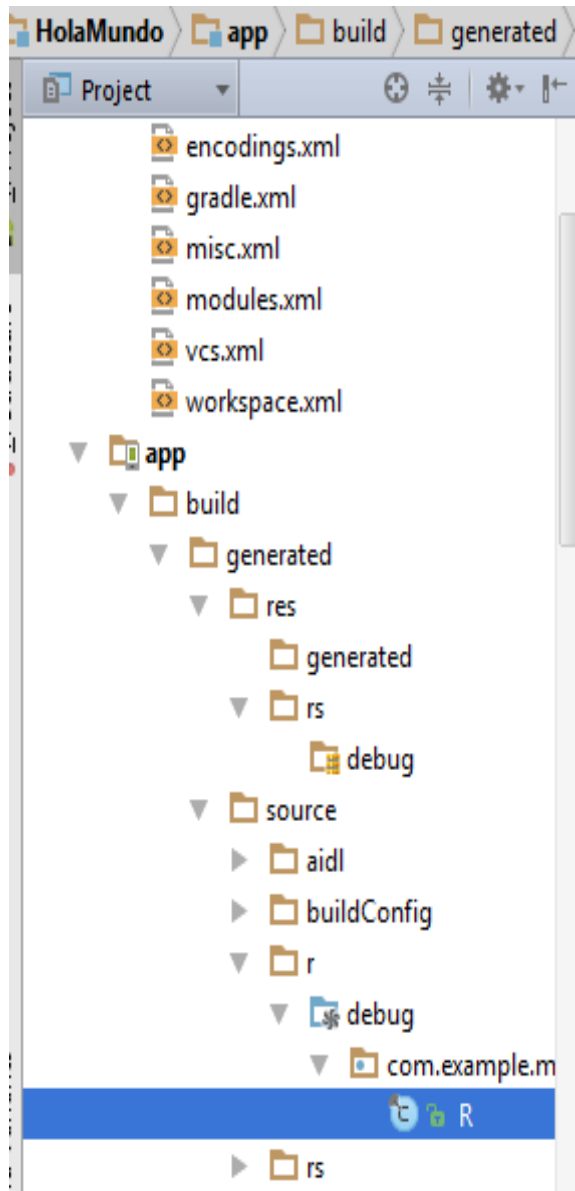 HolaMundo app build generated
Project
encodings.xml
gradle.xml
misc.xml
modules.xml
vcs.xml
workspace.xml
app
build
generated
res
generated
rs
debug
source
aidl
buildConfig
r
debug
com.example.m
R
rs